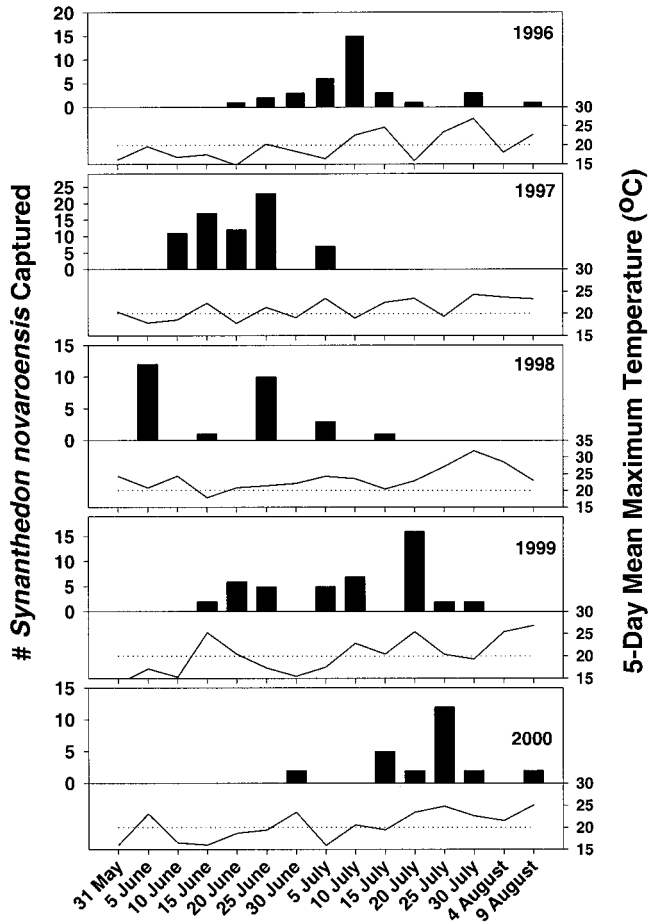 # Synanthedon novaroensis Captured
5-Day Mean Maximum Temperature (°C)
20
15
10
5
0
1996
30
25
20
15
25
20
15
10
5
0
1997
30
25
20
15
15
10
5
0
1998
35
30
25
20
15
15
10
5
0
1999
30
25
20
15
15
10
5
0
2000
30
25
20
15
31 May
5 June
10 June
15 June
20 June
25 June
30 June
5 July
10 July
15 July
20 July
25 July
30 July
4 August
9 August